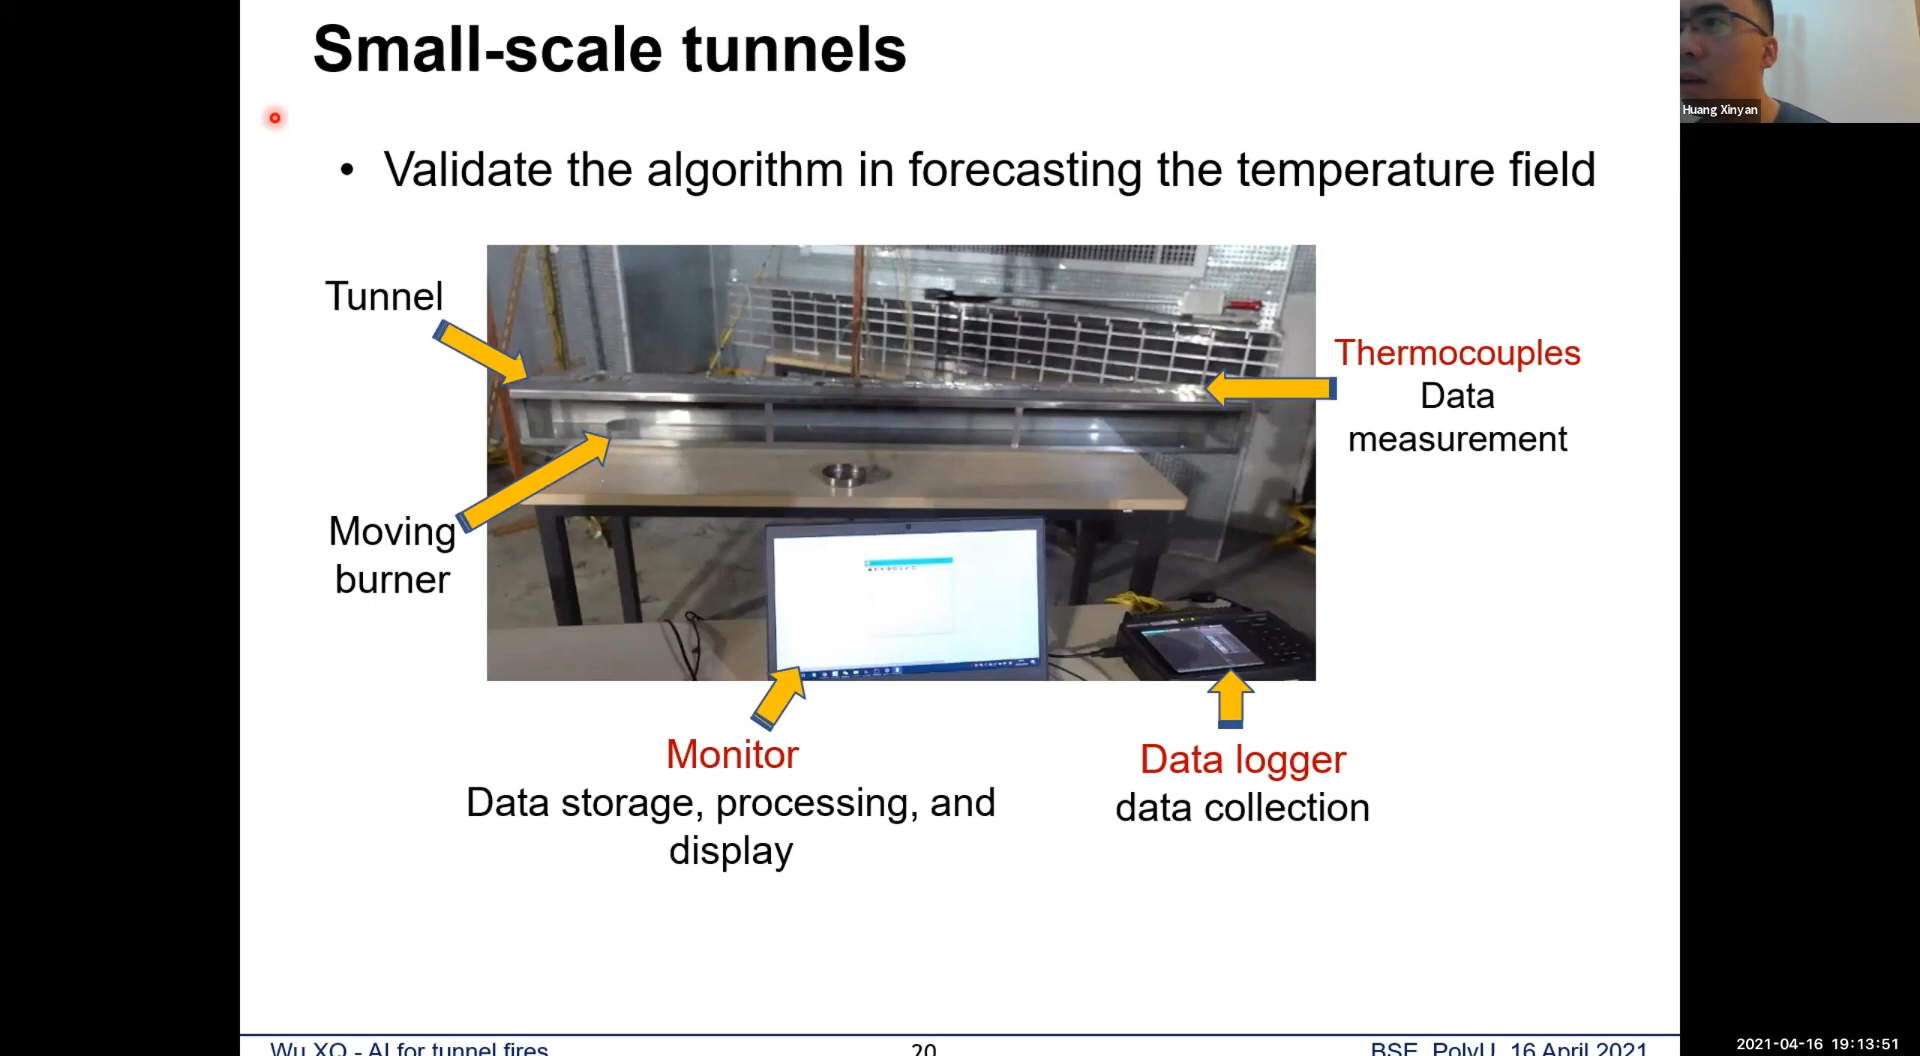 Small-scale tunnels
Huang Xinyan
• Validate the algorithm in forecasting the temperature field
Tunnel
Thermocouples
Data
measurement
Moving
burner
Monitor
Data storage, processing, and
display
Data logger
data collection
Wu XQ - AI for tunnel fires
20
BSE, PolyU, 16 April 2021
2021-04-16 19:13:51